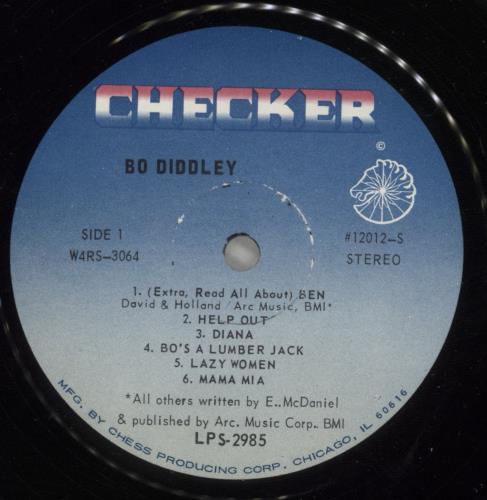 CHECKER
©
BO DIDDLEY
SIDE 1
W4RS-3064
#12012-S
STEREO
1. (Extra, Read All About) BEN
David & Holland / Arc Music, BMI*
2. HELP OUT
3. DIANA
4. BO'S A LUMBER JACK
5. LAZY WOMEN
6. MAMA MIA
*All others written by E..McDaniel
& published by Arc. Music Corp.. BMI
LPS-2985
MFG. BY CHESS PRODUCING CORP. CHICAGO, IL 60616